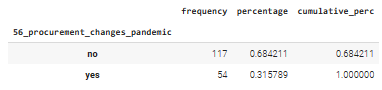 frequency percentage cumulative_perc
56_procurement_changes_pandemic
no 117 0.684211 0.684211
yes 54 0.315789 1.000000